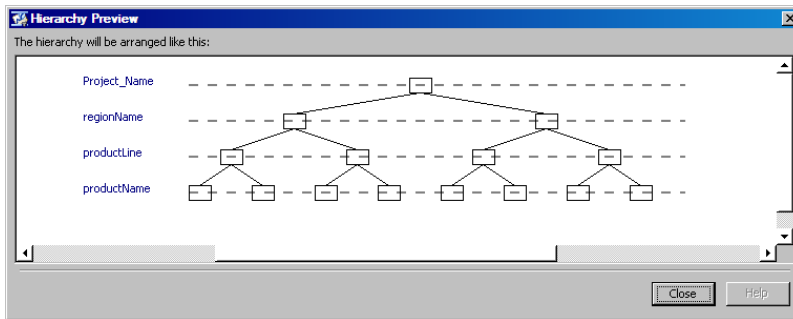 Hierarchy Preview
The hierarchy will be arranged like this:
Project_Name
regionName
productLine
productName
Close
Help